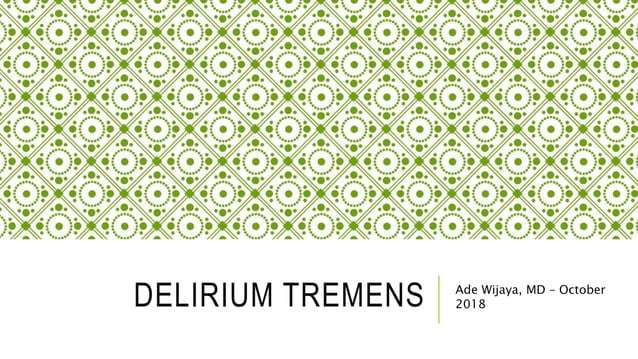 DELIRIUM TREMENS
Ade Wijaya, MD – October
2018